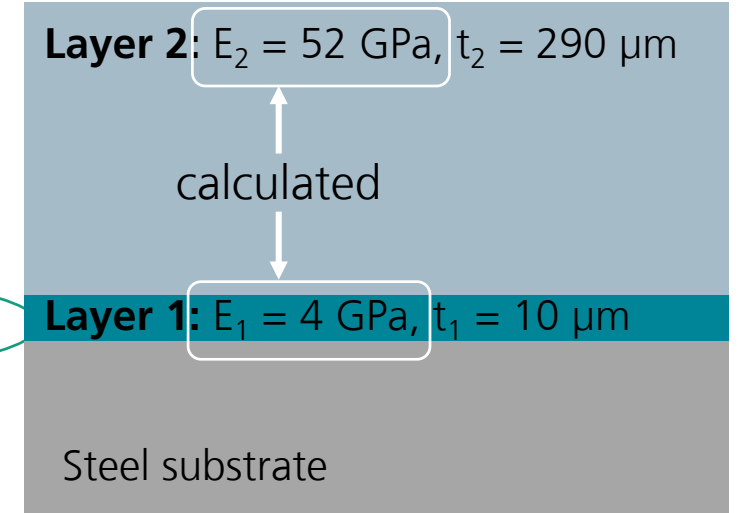 Layer 2: E₂ = 52 GPa, t₂ = 290 µm
calculated
Layer 1: E₁ = 4 GPa, t₁ = 10 µm
Steel substrate